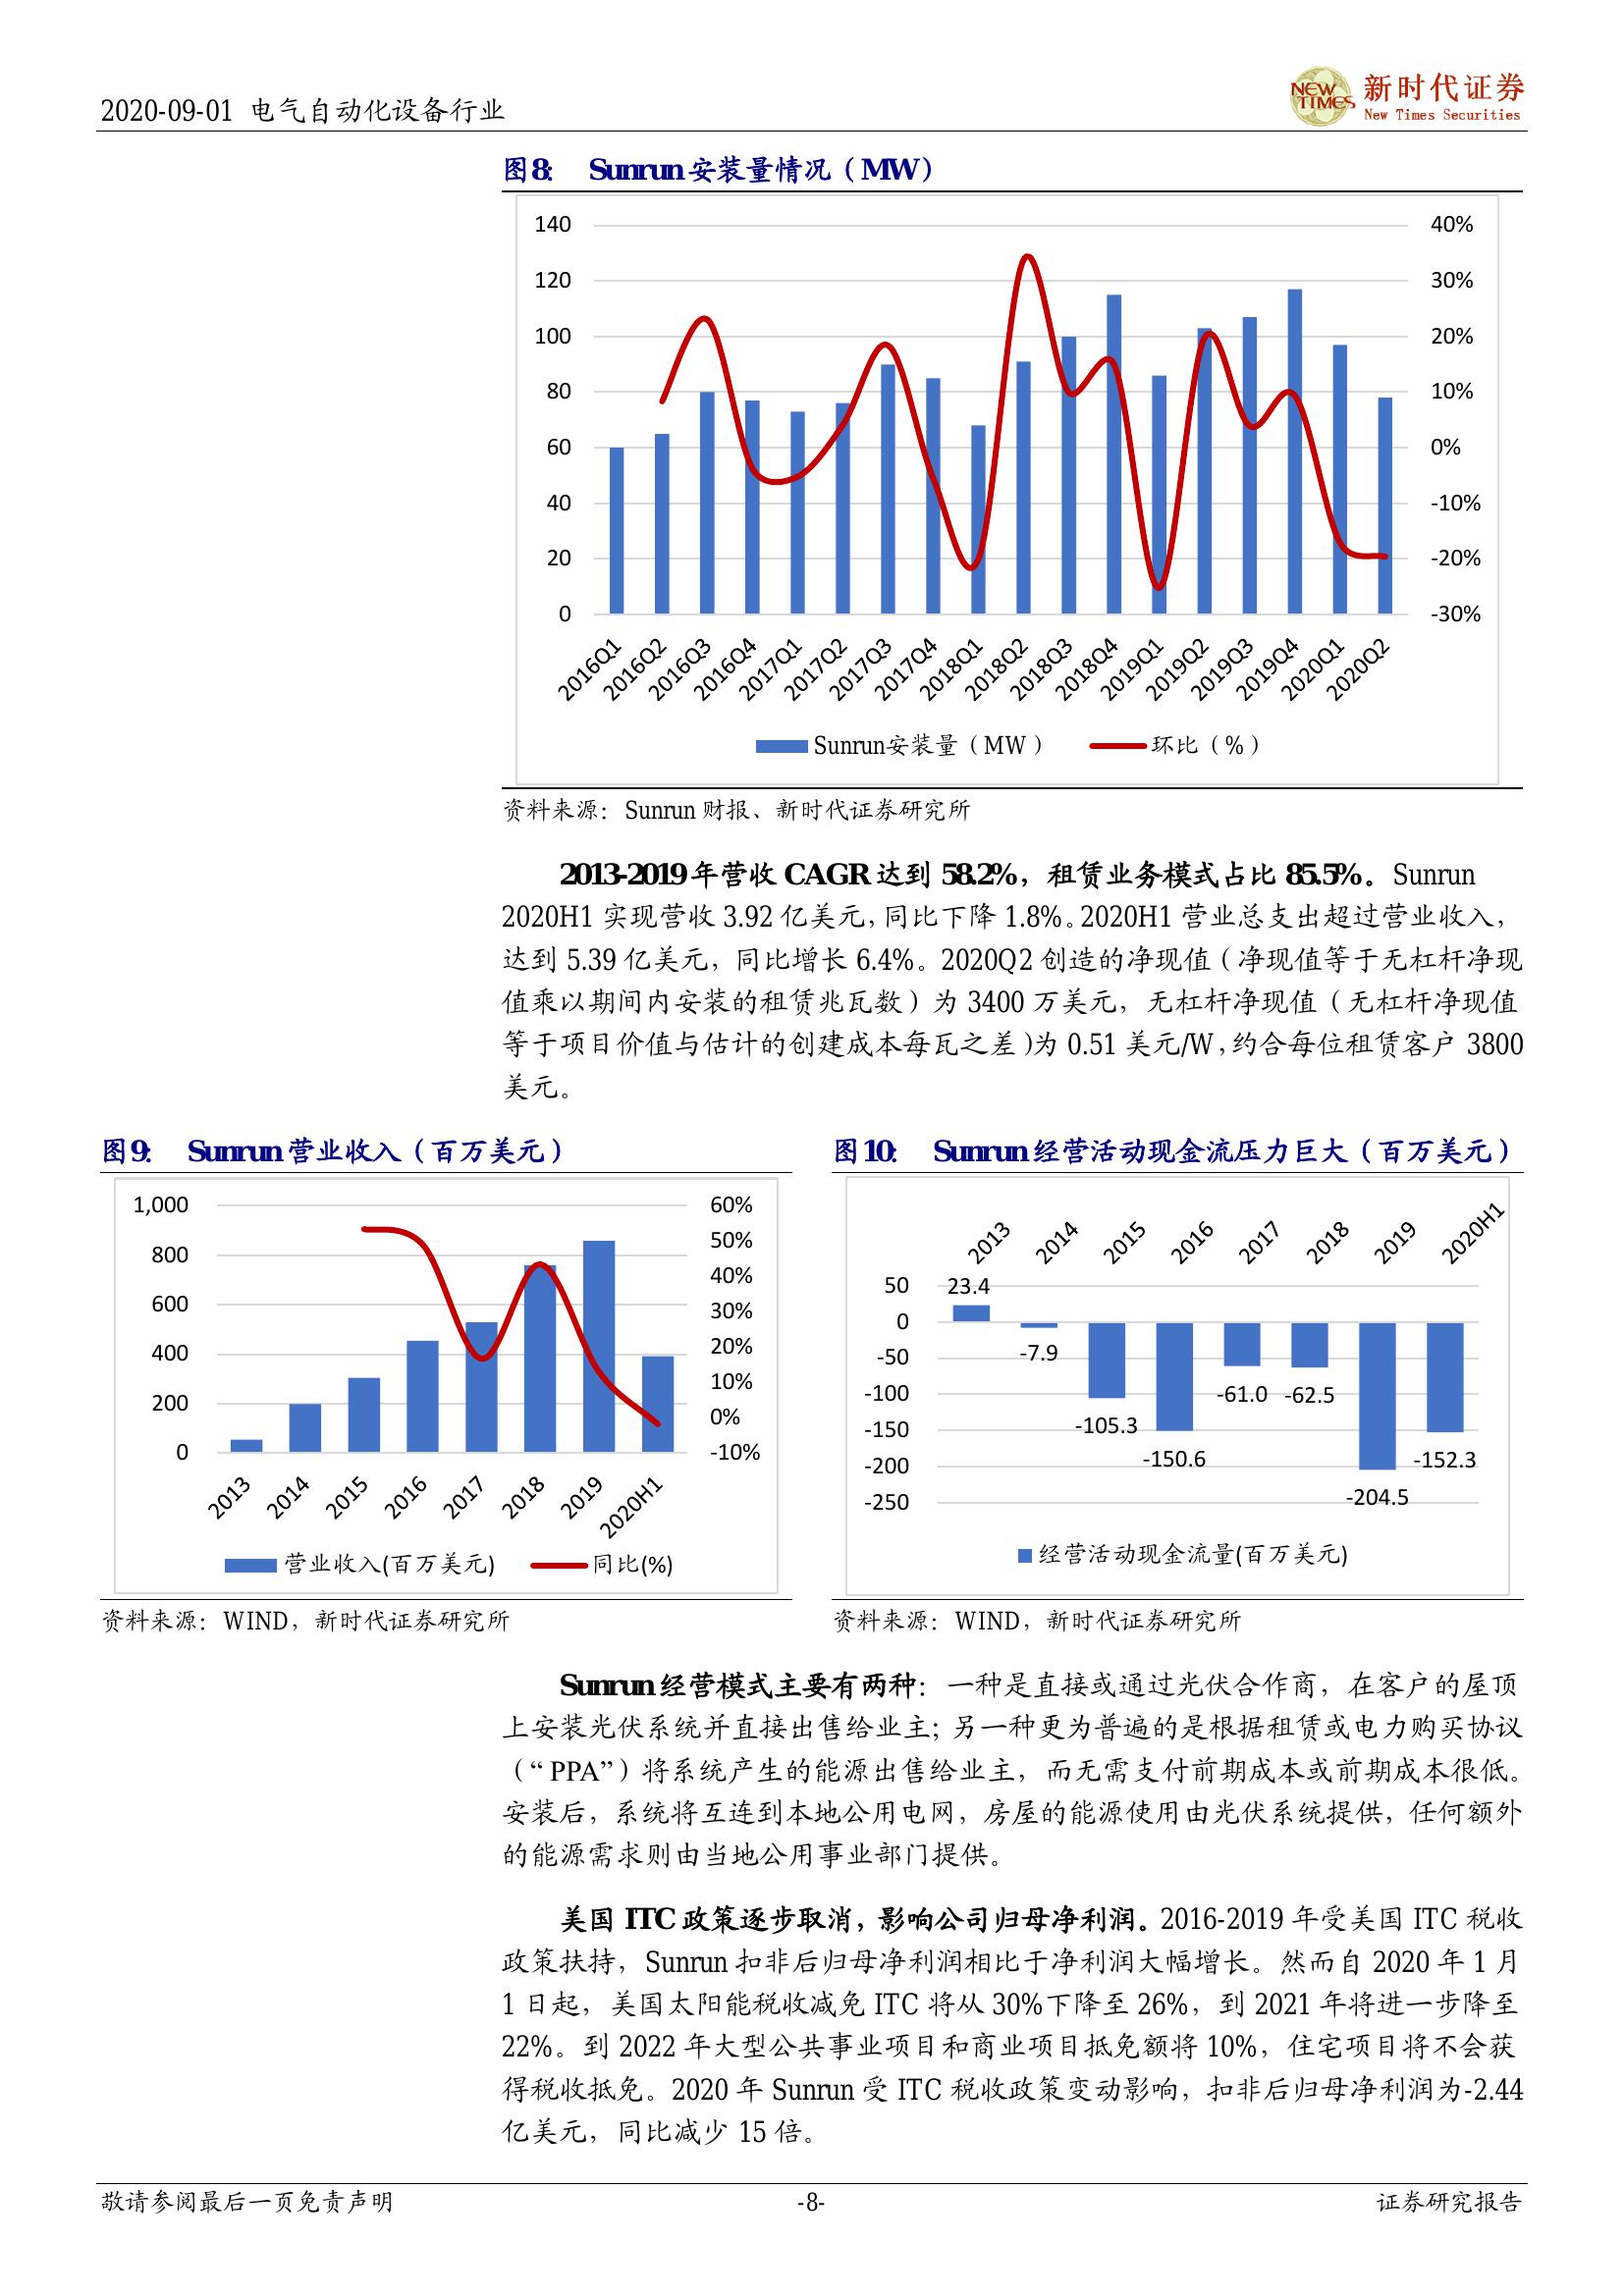 2020-09-01 电气自动化设备行业
NEW TIMES
新时代证券
New Times Securities
图8: Sunrun安装量情况（MW）
140
120
100
80
60
40
20
0
40%
30%
20%
10%
0%
-10%
-20%
-30%
2016Q1
2016Q2
2016Q3
2016Q4
2017Q1
2017Q2
2017Q3
2017Q4
2018Q1
2018Q2
2018Q3
2018Q4
2019Q1
2019Q2
2019Q3
2019Q4
2020Q1
2020Q2
Sunrun安装量（MW） 环比（%）
资料来源：Sunrun 财报、新时代证券研究所
2013-2019 年营收 CAGR 达到 58.2%，租赁业务模式占比 85.5%。Sunrun
2020H1 实现营收 3.92 亿美元，同比下降 1.8%。2020H1 营业总支出超过营业收入，
达到 5.39 亿美元，同比增长 6.4%。2020Q2 创造的净现值（净现值等于无杠杆净现
值乘以期间内安装的租赁兆瓦数）为 3400 万美元，无杠杆净现值（无杠杆净现值
等于项目价值与估计的创建成本每瓦之差）为 0.51 美元/W，约合每位租赁客户 3800
美元。
图9: Sunrun营业收入（百万美元）
1,000
800
600
400
200
0
60%
50%
40%
30%
20%
10%
0%
-10%
2013
2014
2015
2016
2017
2018
2019
2020H1
营业收入(百万美元) 同比(%)
资料来源：WIND，新时代证券研究所
图10: Sunrun经营活动现金流压力巨大（百万美元）
2013
2014
2015
2016
2017
2018
2019
2020H1
50
0
-50
-100
-150
-200
-250
23.4
-7.9
-105.3
-150.6
-61.0
-62.5
-204.5
-152.3
经营活动现金流量(百万美元)
资料来源：WIND，新时代证券研究所
Sunrun 经营模式主要有两种：一种是直接或通过光伏合作商，在客户的屋顶
上安装光伏系统并直接出售给业主；另一种更为普遍的是根据租赁或电力购买协议
（“PPA”）将系统产生的能源出售给业主，而无需支付前期成本或前期成本很低。
安装后，系统将互连到本地公用电网，房屋的能源使用由光伏系统提供，任何额外
的能源需求则由当地公用事业部门提供。
美国 ITC 政策逐步取消，影响公司归母净利润。2016-2019 年受美国 ITC 税收
政策扶持，Sunrun 扣非后归母净利润相比于净利润大幅增长。然而自 2020 年 1 月
1 日起，美国太阳能税收减免 ITC 将从 30%下降至 26%，到 2021 年将进一步降至
22%。到 2022 年大型公共事业项目和商业项目抵免额将 10%，住宅项目将不会获
得税收抵免。2020 年 Sunrun 受 ITC 税收政策变动影响，扣非后归母净利润为-2.44
亿美元，同比减少 15 倍。
敬请参阅最后一页免责声明
-8-
证券研究报告